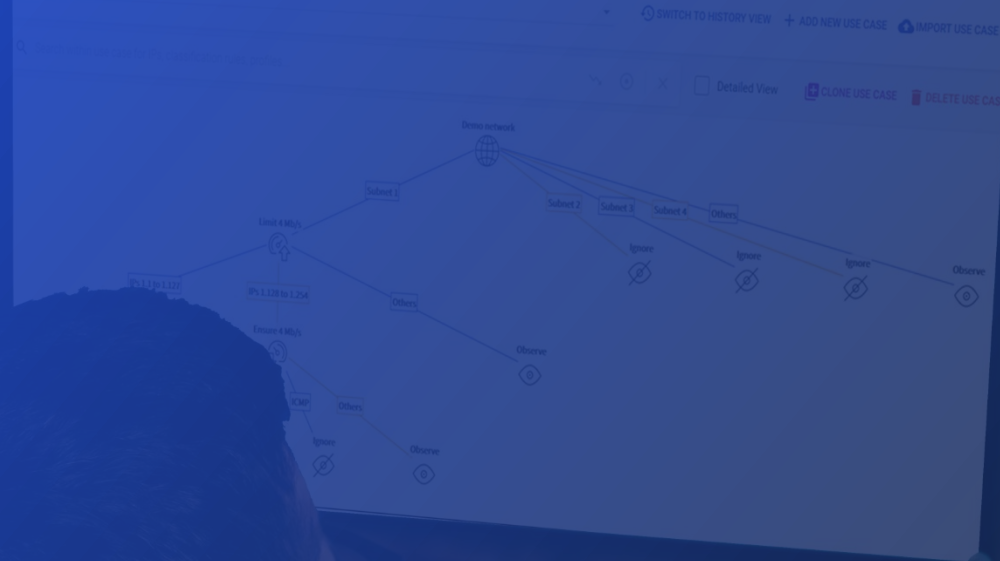 SWITCH TO HISTORY VIEW
ADD NEW USE CASE
IMPORT USE CASE
Detailed View
CLONE USE CASE
DELETE USE CAS
Demo network
Subnet 1
Subnet 2
Subnet 3
Subnet 4
Others
Limit 4 Mb/s
Ignore
Ignore
Ignore
Observe
IPs 1.128 to 1.254
Others
Ensure 4 Mb/s
Observe
ICMP
Others
Ignore
Observe